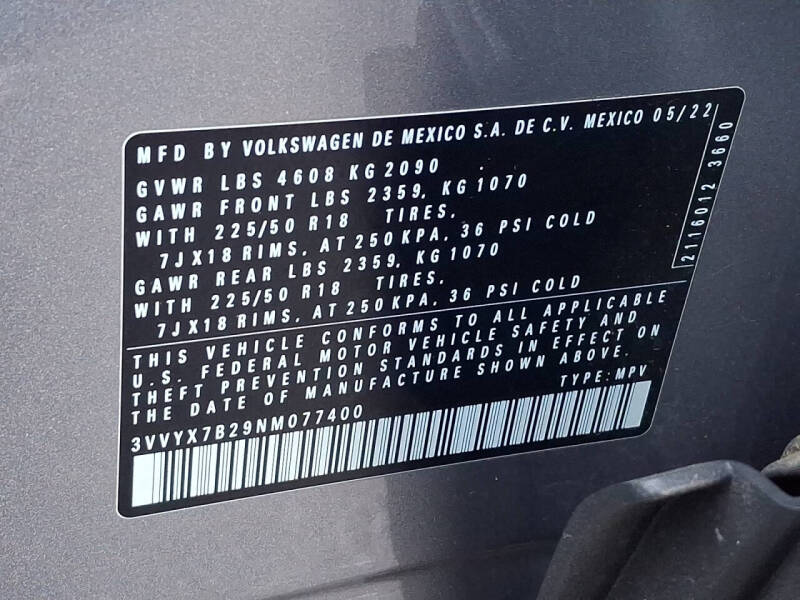 MFD BY VOLKSWAGEN DE MEXICO S.A. DE C.V. MEXICO 05/22
GVWR LBS 4608 KG 2090
GAWR FRONT LBS 2359, KG 1070
WITH 225/50 R18 TIRES,
7JX18 RIMS, AT 250 KPA, 36 PSI COLD
GAWR REAR LBS 2359, KG 1070
WITH 225/50 R18 TIRES,
7JX18 RIMS, AT 250 KPA, 36 PSI COLD
THIS VEHICLE CONFORMS TO ALL APPLICABLE
U.S. FEDERAL MOTOR VEHICLE SAFETY AND
THEFT PREVENTION STANDARDS IN EFFECT ON
THE DATE OF MANUFACTURE SHOWN ABOVE.
3VVYX7B29NM077400 TYPE: MPV
2116012 3660